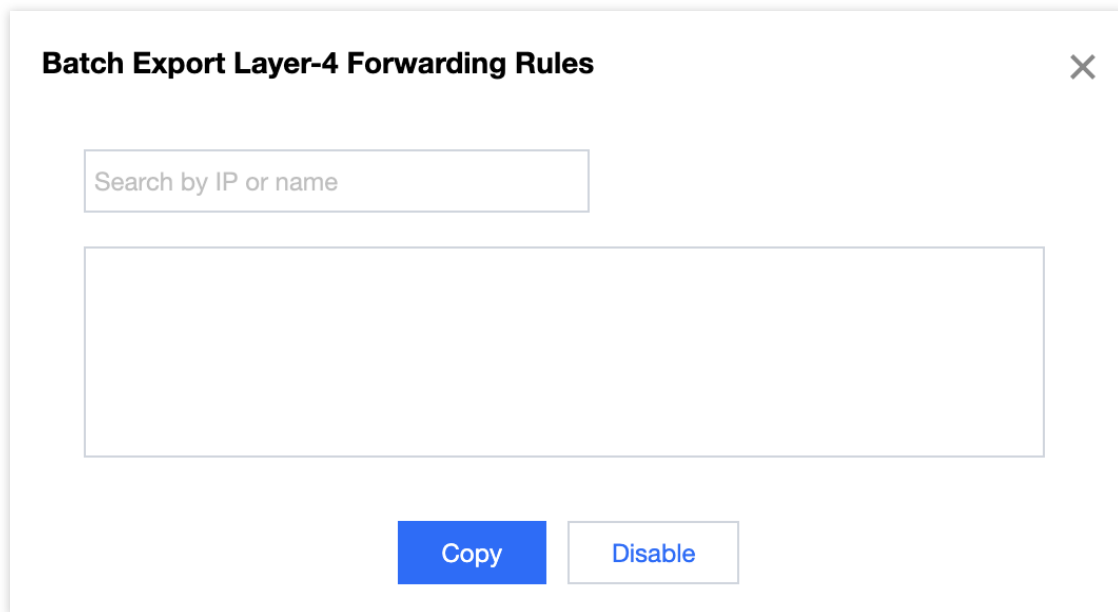 Batch Export Layer-4 Forwarding Rules
Search by IP or name
Copy
Disable